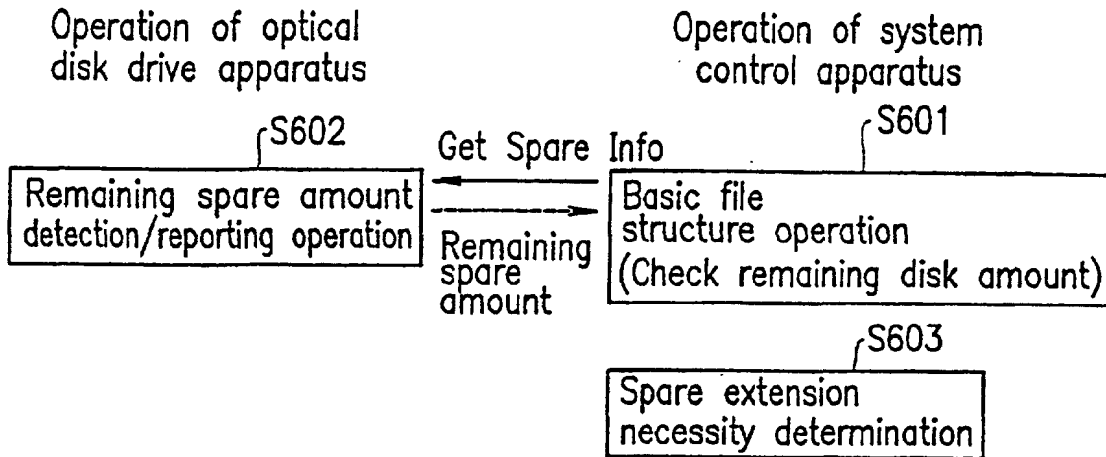 Operation of optical
disk drive apparatus
Operation of system
control apparatus
S602
S601
Get Spare Info
Remaining spare amount
detection/reporting operation
Remaining
spare
amount
Basic file
structure operation
(Check remaining disk amount)
S603
Spare extension
necessity determination